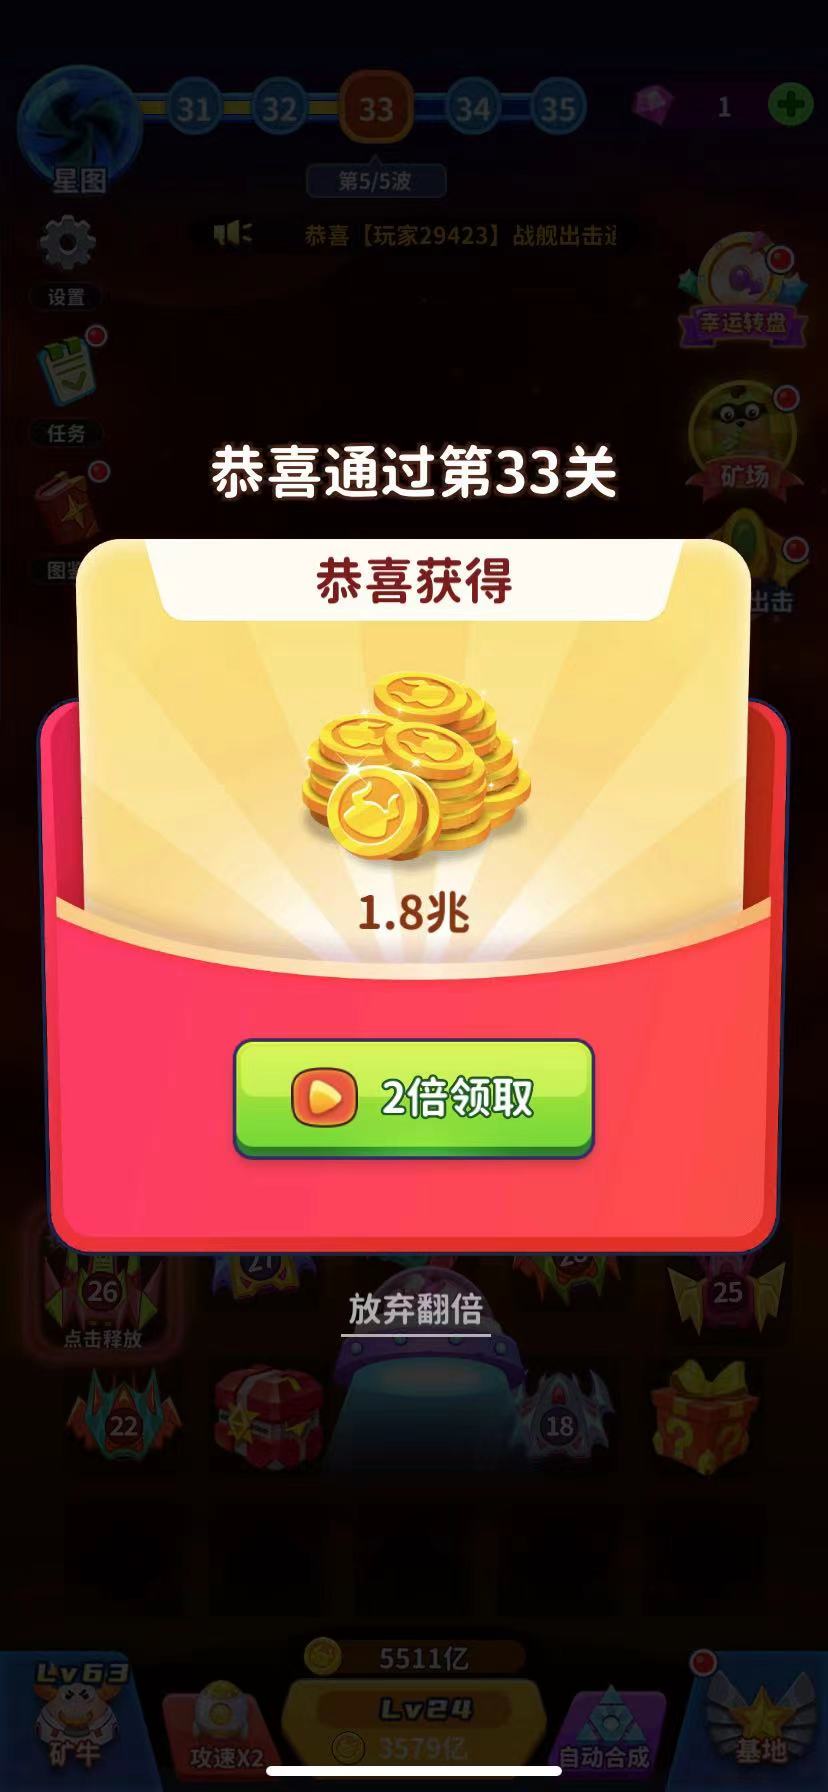 31
32
33
34
35
1
星图
第5/5波
恭喜【玩家29423】战舰出击
设置
幸运转盘
任务
矿场
恭喜通过第33关
图
出击
恭喜获得
1.8兆
2倍领取
26
25
点击释放
放弃翻倍
22
18
5511亿
Lv63
Lv24
矿牛
攻速X2
3579亿
自动合成
基地